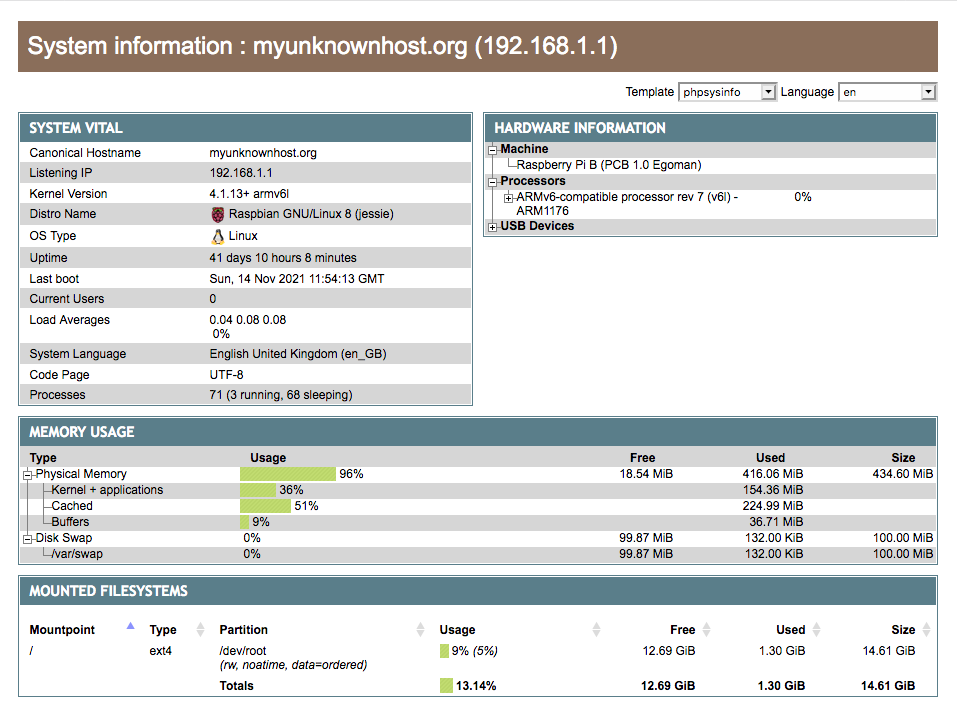 System information : myunknownhost.org (192.168.1.1)
Template phpsysinfo Language en
SYSTEM VITAL
Canonical Hostname myunknownhost.org
Listening IP 192.168.1.1
Kernel Version 4.1.13+ armv6l
Distro Name Raspbian GNU/Linux 8 (jessie)
OS Type Linux
Uptime 41 days 10 hours 8 minutes
Last boot Sun, 14 Nov 2021 11:54:13 GMT
Current Users 0
Load Averages 0.04 0.08 0.08
0%
System Language English United Kingdom (en_GB)
Code Page UTF-8
Processes 71 (3 running, 68 sleeping)
HARDWARE INFORMATION
Machine
Raspberry Pi B (PCB 1.0 Egoman)
Processors
ARMv6-compatible processor rev 7 (v6l) - 0%
ARM1176
USB Devices
MEMORY USAGE
Type Usage Free Used Size
Physical Memory 96% 18.54 MiB 416.06 MiB 434.60 MiB
Kernel + applications 36% 154.36 MiB
Cached 51% 224.99 MiB
Buffers 9% 36.71 MiB
Disk Swap 0% 99.87 MiB 132.00 KiB 100.00 MiB
/var/swap 0% 99.87 MiB 132.00 KiB 100.00 MiB
MOUNTED FILESYSTEMS
Mountpoint Type Partition Usage Free Used Size
/ ext4 /dev/root 9% (5%) 12.69 GiB 1.30 GiB 14.61 GiB
(rw, noatime, data=ordered)
Totals 13.14% 12.69 GiB 1.30 GiB 14.61 GiB